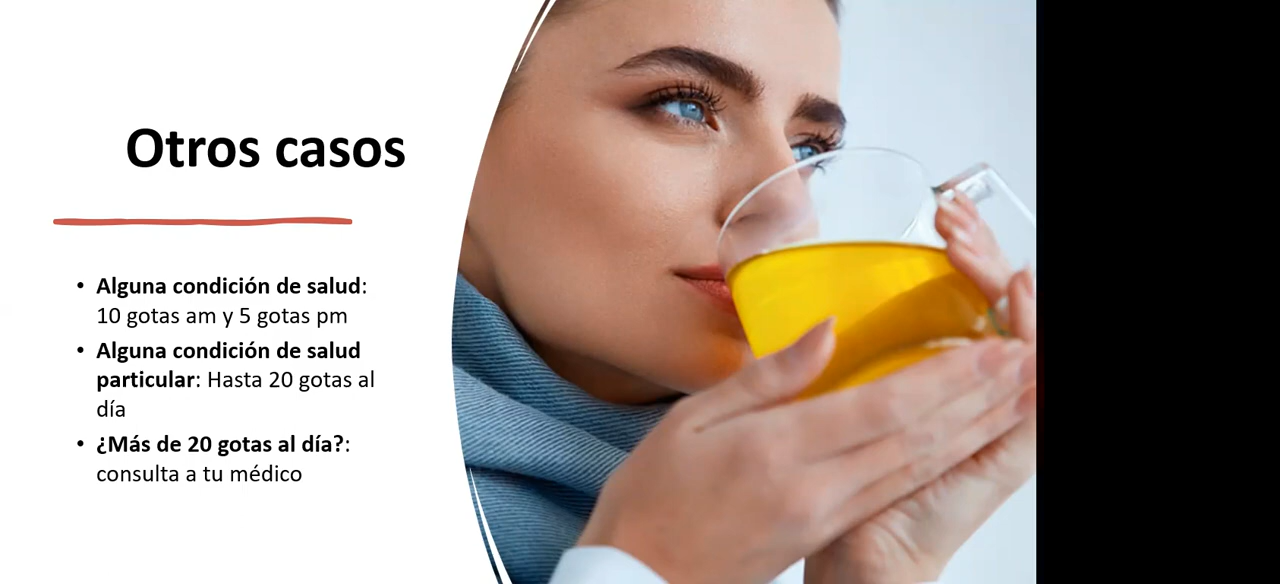 Otros casos
• Alguna condición de salud:
10 gotas am y 5 gotas pm
• Alguna condición de salud
particular: Hasta 20 gotas al
día
• ¿Más de 20 gotas al día?:
consulta a tu médico